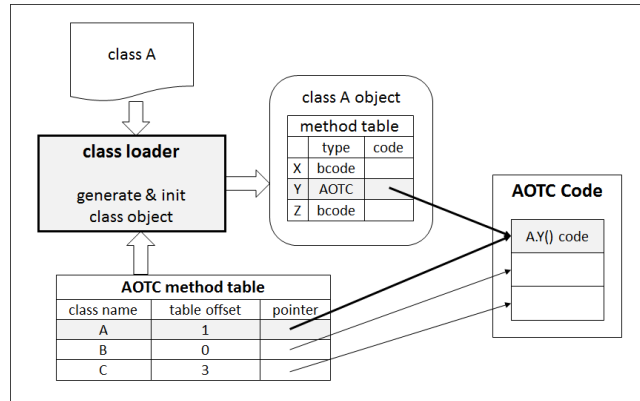 class A
class loader
generate & init
class object
class A object
method table
type code
X bcode
Y AOTC
Z bcode
AOTC Code
A.Y() code
AOTC method table
class name table offset pointer
A 1
B 0
C 3